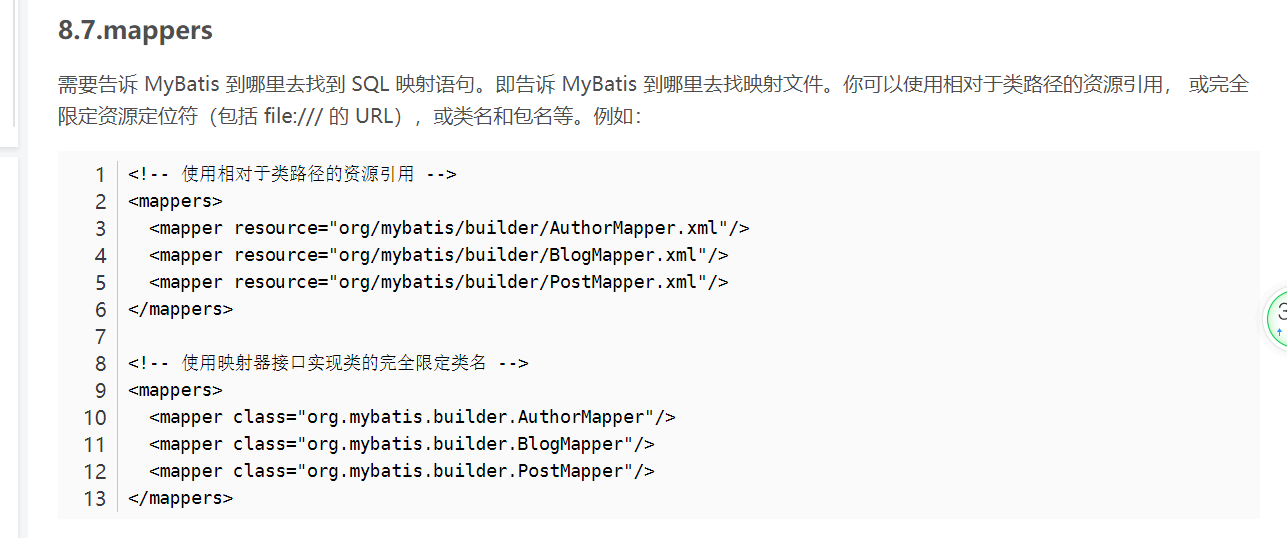 8.7.mappers
需要告诉 MyBatis 到哪里去找到 SQL 映射语句。即告诉 MyBatis 到哪里去找映射文件。你可以使用相对于类路径的资源引用， 或完全
限定资源定位符（包括 file:/// 的 URL），或类名和包名等。例如：
1 <!-- 使用相对于类路径的资源引用 -->
2 <mappers>
3   <mapper resource="org/mybatis/builder/AuthorMapper.xml"/>
4   <mapper resource="org/mybatis/builder/BlogMapper.xml"/>
5   <mapper resource="org/mybatis/builder/PostMapper.xml"/>
6 </mappers>
7
8 <!-- 使用映射器接口实现类的完全限定类名 -->
9 <mappers>
10   <mapper class="org.mybatis.builder.AuthorMapper"/>
11   <mapper class="org.mybatis.builder.BlogMapper"/>
12   <mapper class="org.mybatis.builder.PostMapper"/>
13 </mappers>